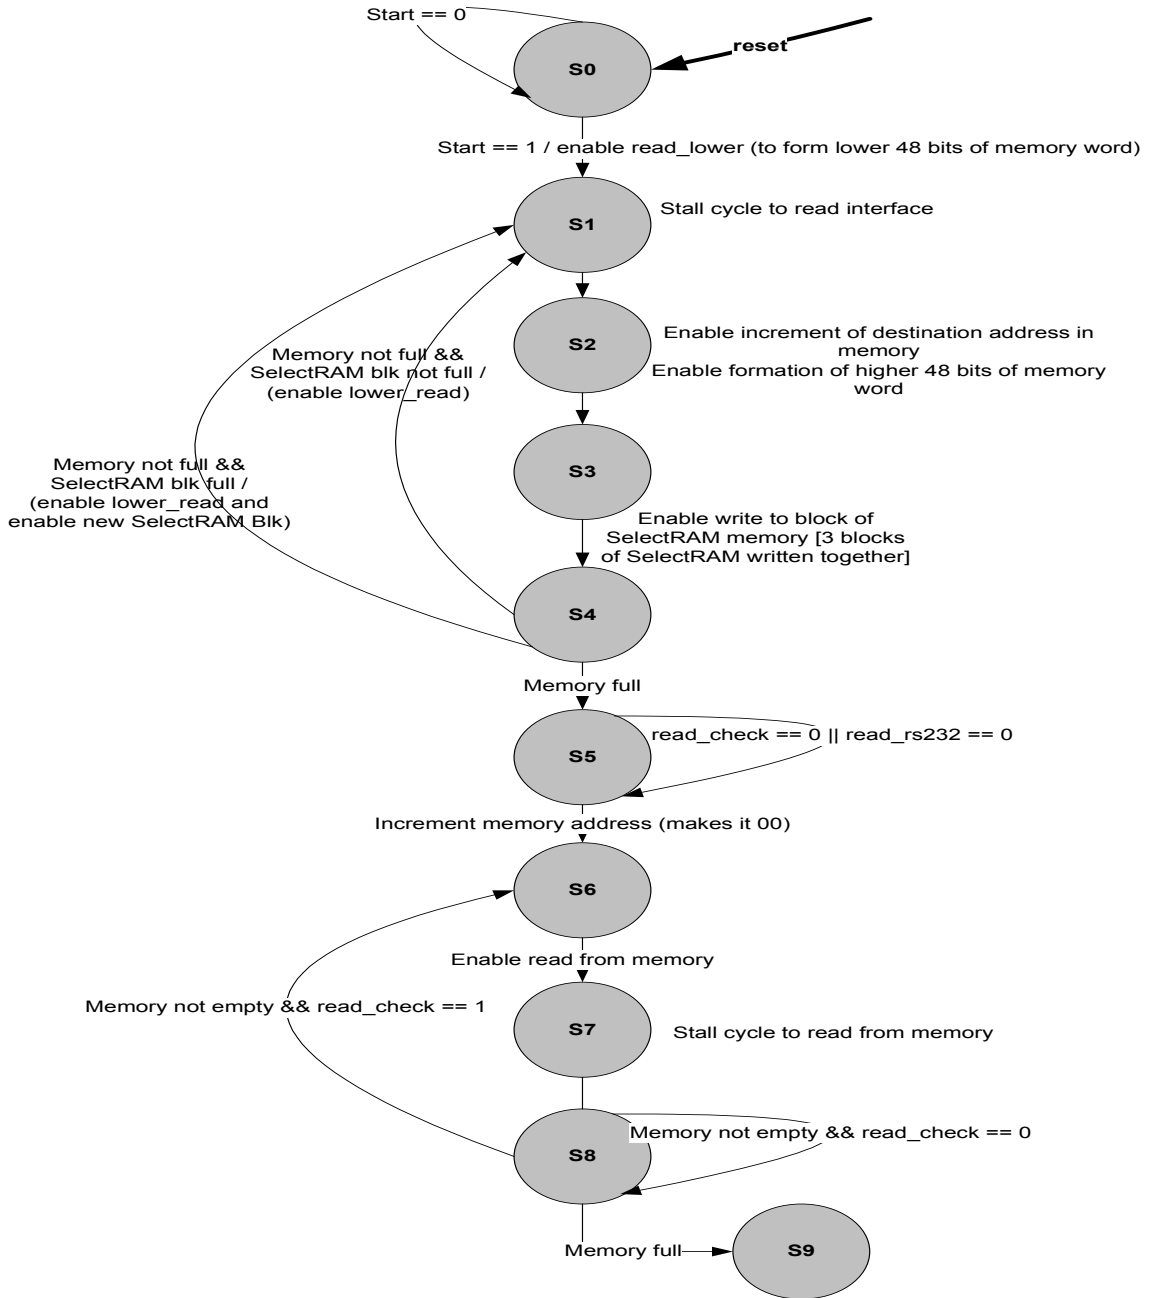 Start == 0
reset
S0
Start == 1 / enable read_lower (to form lower 48 bits of memory word)
S1
Stall cycle to read interface
S2
Enable increment of destination address in
memory
Enable formation of higher 48 bits of memory
word
Memory not full &&
SelectRAM blk not full /
(enable lower_read)
Memory not full &&
SelectRAM blk full /
(enable lower_read and
enable new SelectRAM Blk)
S3
Enable write to block of
SelectRAM memory [3 blocks
of SelectRAM written together]
S4
Memory full
S5
read_check == 0 || read_rs232 == 0
Increment memory address (makes it 00)
S6
Enable read from memory
Memory not empty && read_check == 1
S7
Stall cycle to read from memory
S8
Memory not empty && read_check == 0
Memory full
S9